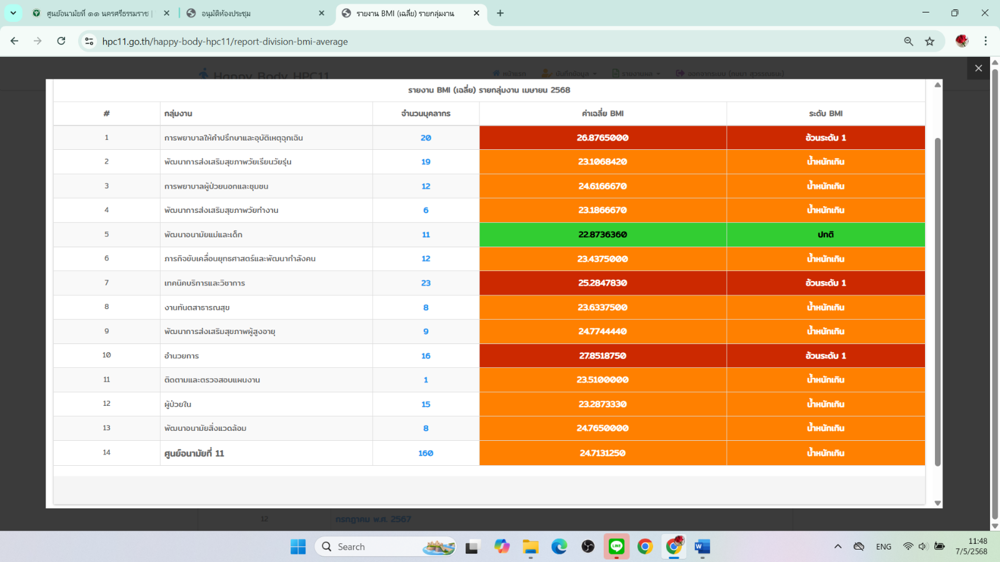 ศูนย์อนามัยที่ ๑๑ นครศรีธรรมราช |
อนุมัติห้องประชุม
รายงาน BMI (เฉลี่ย) รายกลุ่มงาน
hpc11.go.th/happy-body-hpc11/report-division-bmi-average
Happy Body HPC11
หน้าแรก
บันทึกข้อมูล
รายงานผล
รายงาน BMI (เฉลี่ย) รายกลุ่มงาน เมษายน 2568
# กลุ่มงาน จำนวนบุคลากร ค่าเฉลี่ย BMI ระดับ BMI
1 การพยาบาลให้คำปรึกษาและอุบัติเหตุฉุกเฉิน 20 26.8765000 อ้วนระดับ 1
2 พัฒนาการส่งเสริมสุขภาพวัยเรียนวัยรุ่น 19 23.1068420 น้ำหนักเกิน
3 การพยาบาลผู้ป่วยนอกและชุมชน 12 24.6166670 น้ำหนักเกิน
4 พัฒนาการส่งเสริมสุขภาพวัยทำงาน 6 23.1866670 น้ำหนักเกิน
5 พัฒนาอนามัยแม่และเด็ก 11 22.8736360 ปกติ
6 ภารกิจขับเคลื่อนยุทธศาสตร์และพัฒนากำลังคน 12 23.4375000 น้ำหนักเกิน
7 เทคนิคบริการและวิชาการ 23 25.2847830 อ้วนระดับ 1
8 งานทันตสาธารณสุข 8 23.6337500 น้ำหนักเกิน
9 พัฒนาการส่งเสริมสุขภาพผู้สูงอายุ 9 24.7744440 น้ำหนักเกิน
10 อำนวยการ 16 27.8518750 อ้วนระดับ 1
11 ติดตามและตรวจสอบแผนงาน 1 23.5100000 น้ำหนักเกิน
12 ผู้ป่วยใน 15 23.2873330 น้ำหนักเกิน
13 พัฒนาอนามัยสิ่งแวดล้อม 8 24.7650000 น้ำหนักเกิน
14 ศูนย์อนามัยที่ 11 160 24.7131250 น้ำหนักเกิน
12 กรกฎาคม พ.ศ. 2567
Search
LINE
ENG
11:48
7/5/2568